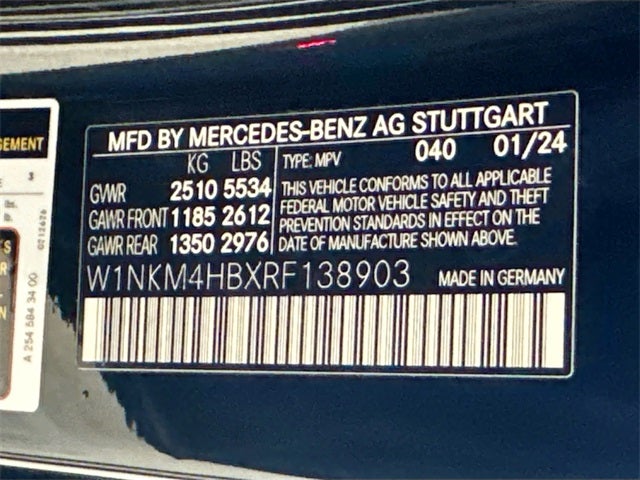 MFD BY MERCEDES-BENZ AG STUTTGART
KG LBS
GVWR 2510 5534
GAWR FRONT 1185 2612
GAWR REAR 1350 2976
TYPE: MPV 040 01/24
THIS VEHICLE CONFORMS TO ALL APPLICABLE
FEDERAL MOTOR VEHICLE SAFETY AND THEFT
PREVENTION STANDARDS IN EFFECT ON THE
DATE OF MANUFACTURE SHOWN ABOVE.
W1NKM4HBXRF138903 MADE IN GERMANY
3
A 254 584 34 00